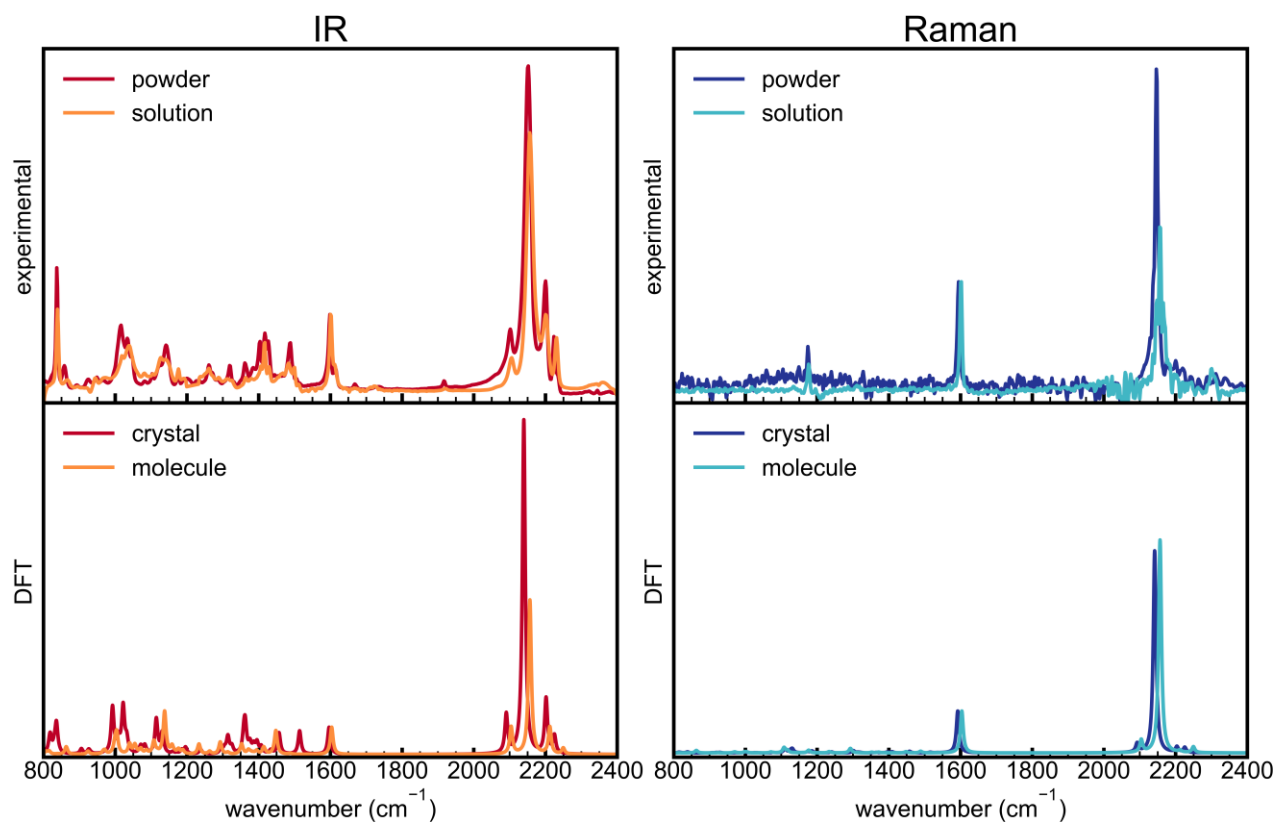 IR
Raman
powder
solution
experimental
powder
solution
experimental
crystal
molecule
DFT
crystal
molecule
DFT
800 1000 1200 1400 1600 1800 2000 2200 2400
800 1000 1200 1400 1600 1800 2000 2200 2400
wavenumber (cm⁻¹)
wavenumber (cm⁻¹)